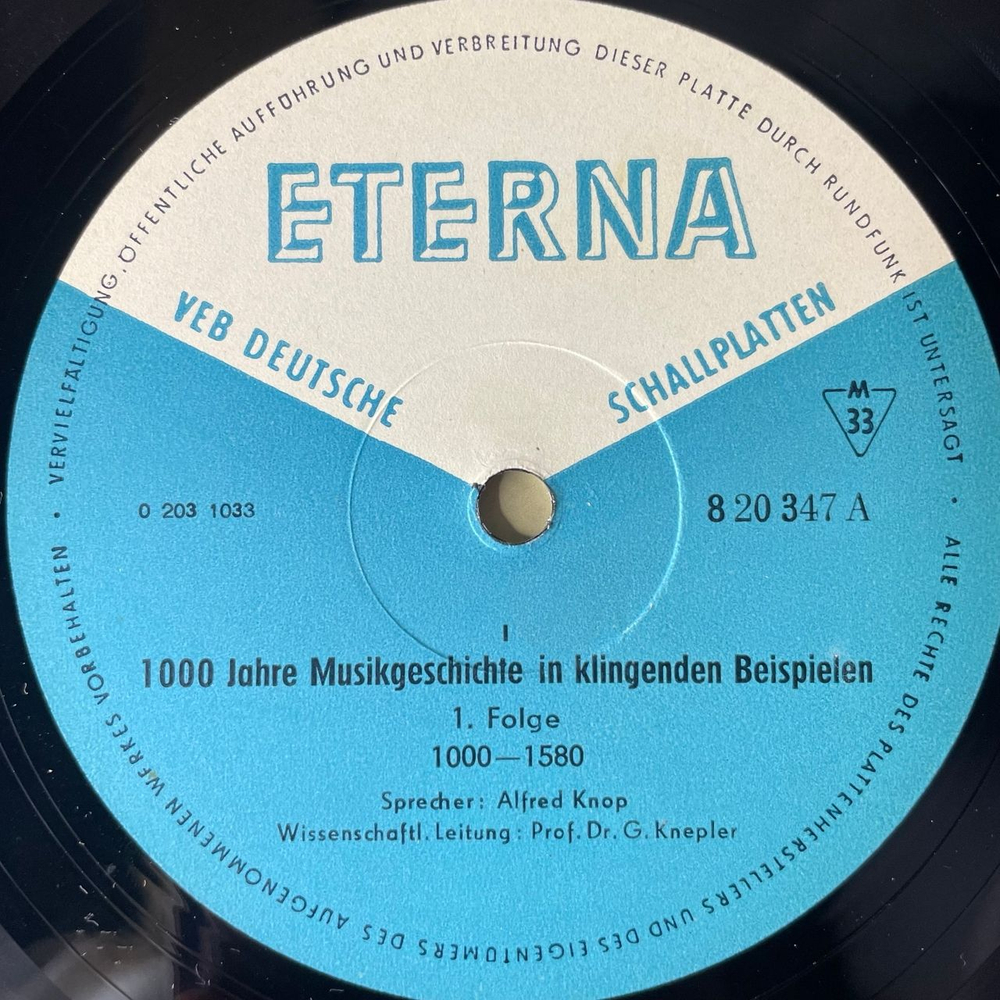 ALLE RECHTE DES PLATTENHERSTELLERS UND DES EIGENTÜMERS DES AUFGENOMMENEN WERKES VORBEHALTEN • VERVIELFÄLTIGUNG, ÖFFENTLICHE AUFFÜHRUNG UND VERBREITUNG DIESER PLATTE DURCH RUNDFUNK IST UNTERSAGT •
ETERNA
VEB DEUTSCHE SCHALLPLATTEN
M
33
0 203 1033
8 20 347 A
I
1000 Jahre Musikgeschichte in klingenden Beispielen
1. Folge
1000—1580
Sprecher: Alfred Knop
Wissenschaftl. Leitung: Prof. Dr. G. Knepler